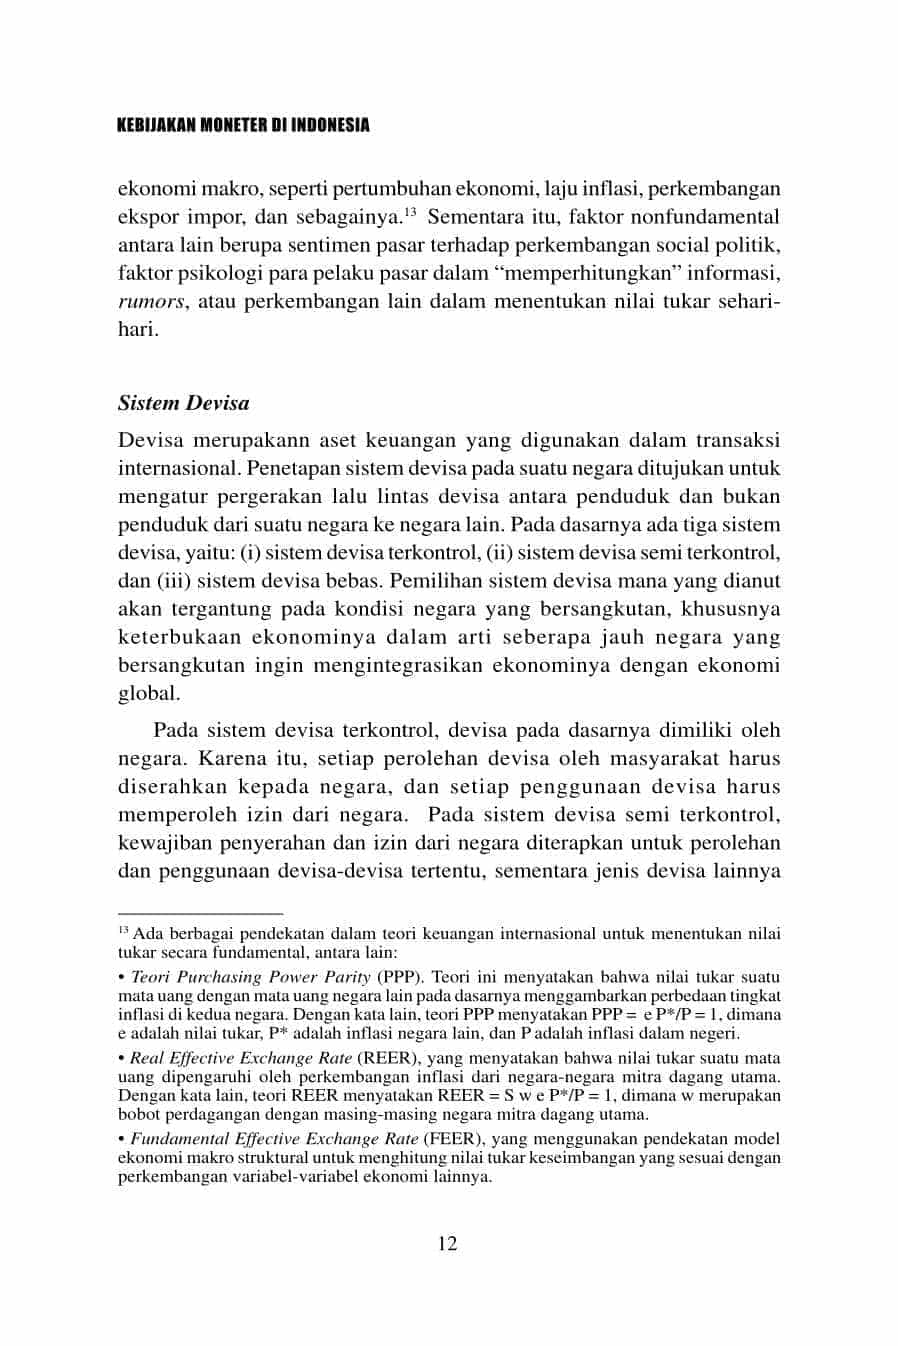 KEBIJAKAN MONETER DI INDONESIA
ekonomi makro, seperti pertumbuhan ekonomi, laju inflasi, perkembangan
ekspor impor, dan sebagainya.¹³ Sementara itu, faktor nonfundamental
antara lain berupa sentimen pasar terhadap perkembangan social politik,
faktor psikologi para pelaku pasar dalam “memperhitungkan” informasi,
rumors, atau perkembangan lain dalam menentukan nilai tukar sehari-
hari.
Sistem Devisa
Devisa merupakann aset keuangan yang digunakan dalam transaksi
internasional. Penetapan sistem devisa pada suatu negara ditujukan untuk
mengatur pergerakan lalu lintas devisa antara penduduk dan bukan
penduduk dari suatu negara ke negara lain. Pada dasarnya ada tiga sistem
devisa, yaitu: (i) sistem devisa terkontrol, (ii) sistem devisa semi terkontrol,
dan (iii) sistem devisa bebas. Pemilihan sistem devisa mana yang dianut
akan tergantung pada kondisi negara yang bersangkutan, khususnya
keterbukaan ekonominya dalam arti seberapa jauh negara yang
bersangkutan ingin mengintegrasikan ekonominya dengan ekonomi
global.
Pada sistem devisa terkontrol, devisa pada dasarnya dimiliki oleh
negara. Karena itu, setiap perolehan devisa oleh masyarakat harus
diserahkan kepada negara, dan setiap penggunaan devisa harus
memperoleh izin dari negara. Pada sistem devisa semi terkontrol,
kewajiban penyerahan dan izin dari negara diterapkan untuk perolehan
dan penggunaan devisa-devisa tertentu, sementara jenis devisa lainnya
¹³ Ada berbagai pendekatan dalam teori keuangan internasional untuk menentukan nilai
tukar secara fundamental, antara lain:
• Teori Purchasing Power Parity (PPP). Teori ini menyatakan bahwa nilai tukar suatu
mata uang dengan mata uang negara lain pada dasarnya menggambarkan perbedaan tingkat
inflasi di kedua negara. Dengan kata lain, teori PPP menyatakan PPP = e P*/P = 1, dimana
e adalah nilai tukar, P* adalah inflasi negara lain, dan P adalah inflasi dalam negeri.
• Real Effective Exchange Rate (REER), yang menyatakan bahwa nilai tukar suatu mata
uang dipengaruhi oleh perkembangan inflasi dari negara-negara mitra dagang utama.
Dengan kata lain, teori REER menyatakan REER = S w e P*/P = 1, dimana w merupakan
bobot perdagangan dengan masing-masing negara mitra dagang utama.
• Fundamental Effective Exchange Rate (FEER), yang menggunakan pendekatan model
ekonomi makro struktural untuk menghitung nilai tukar keseimbangan yang sesuai dengan
perkembangan variabel-variabel ekonomi lainnya.
12